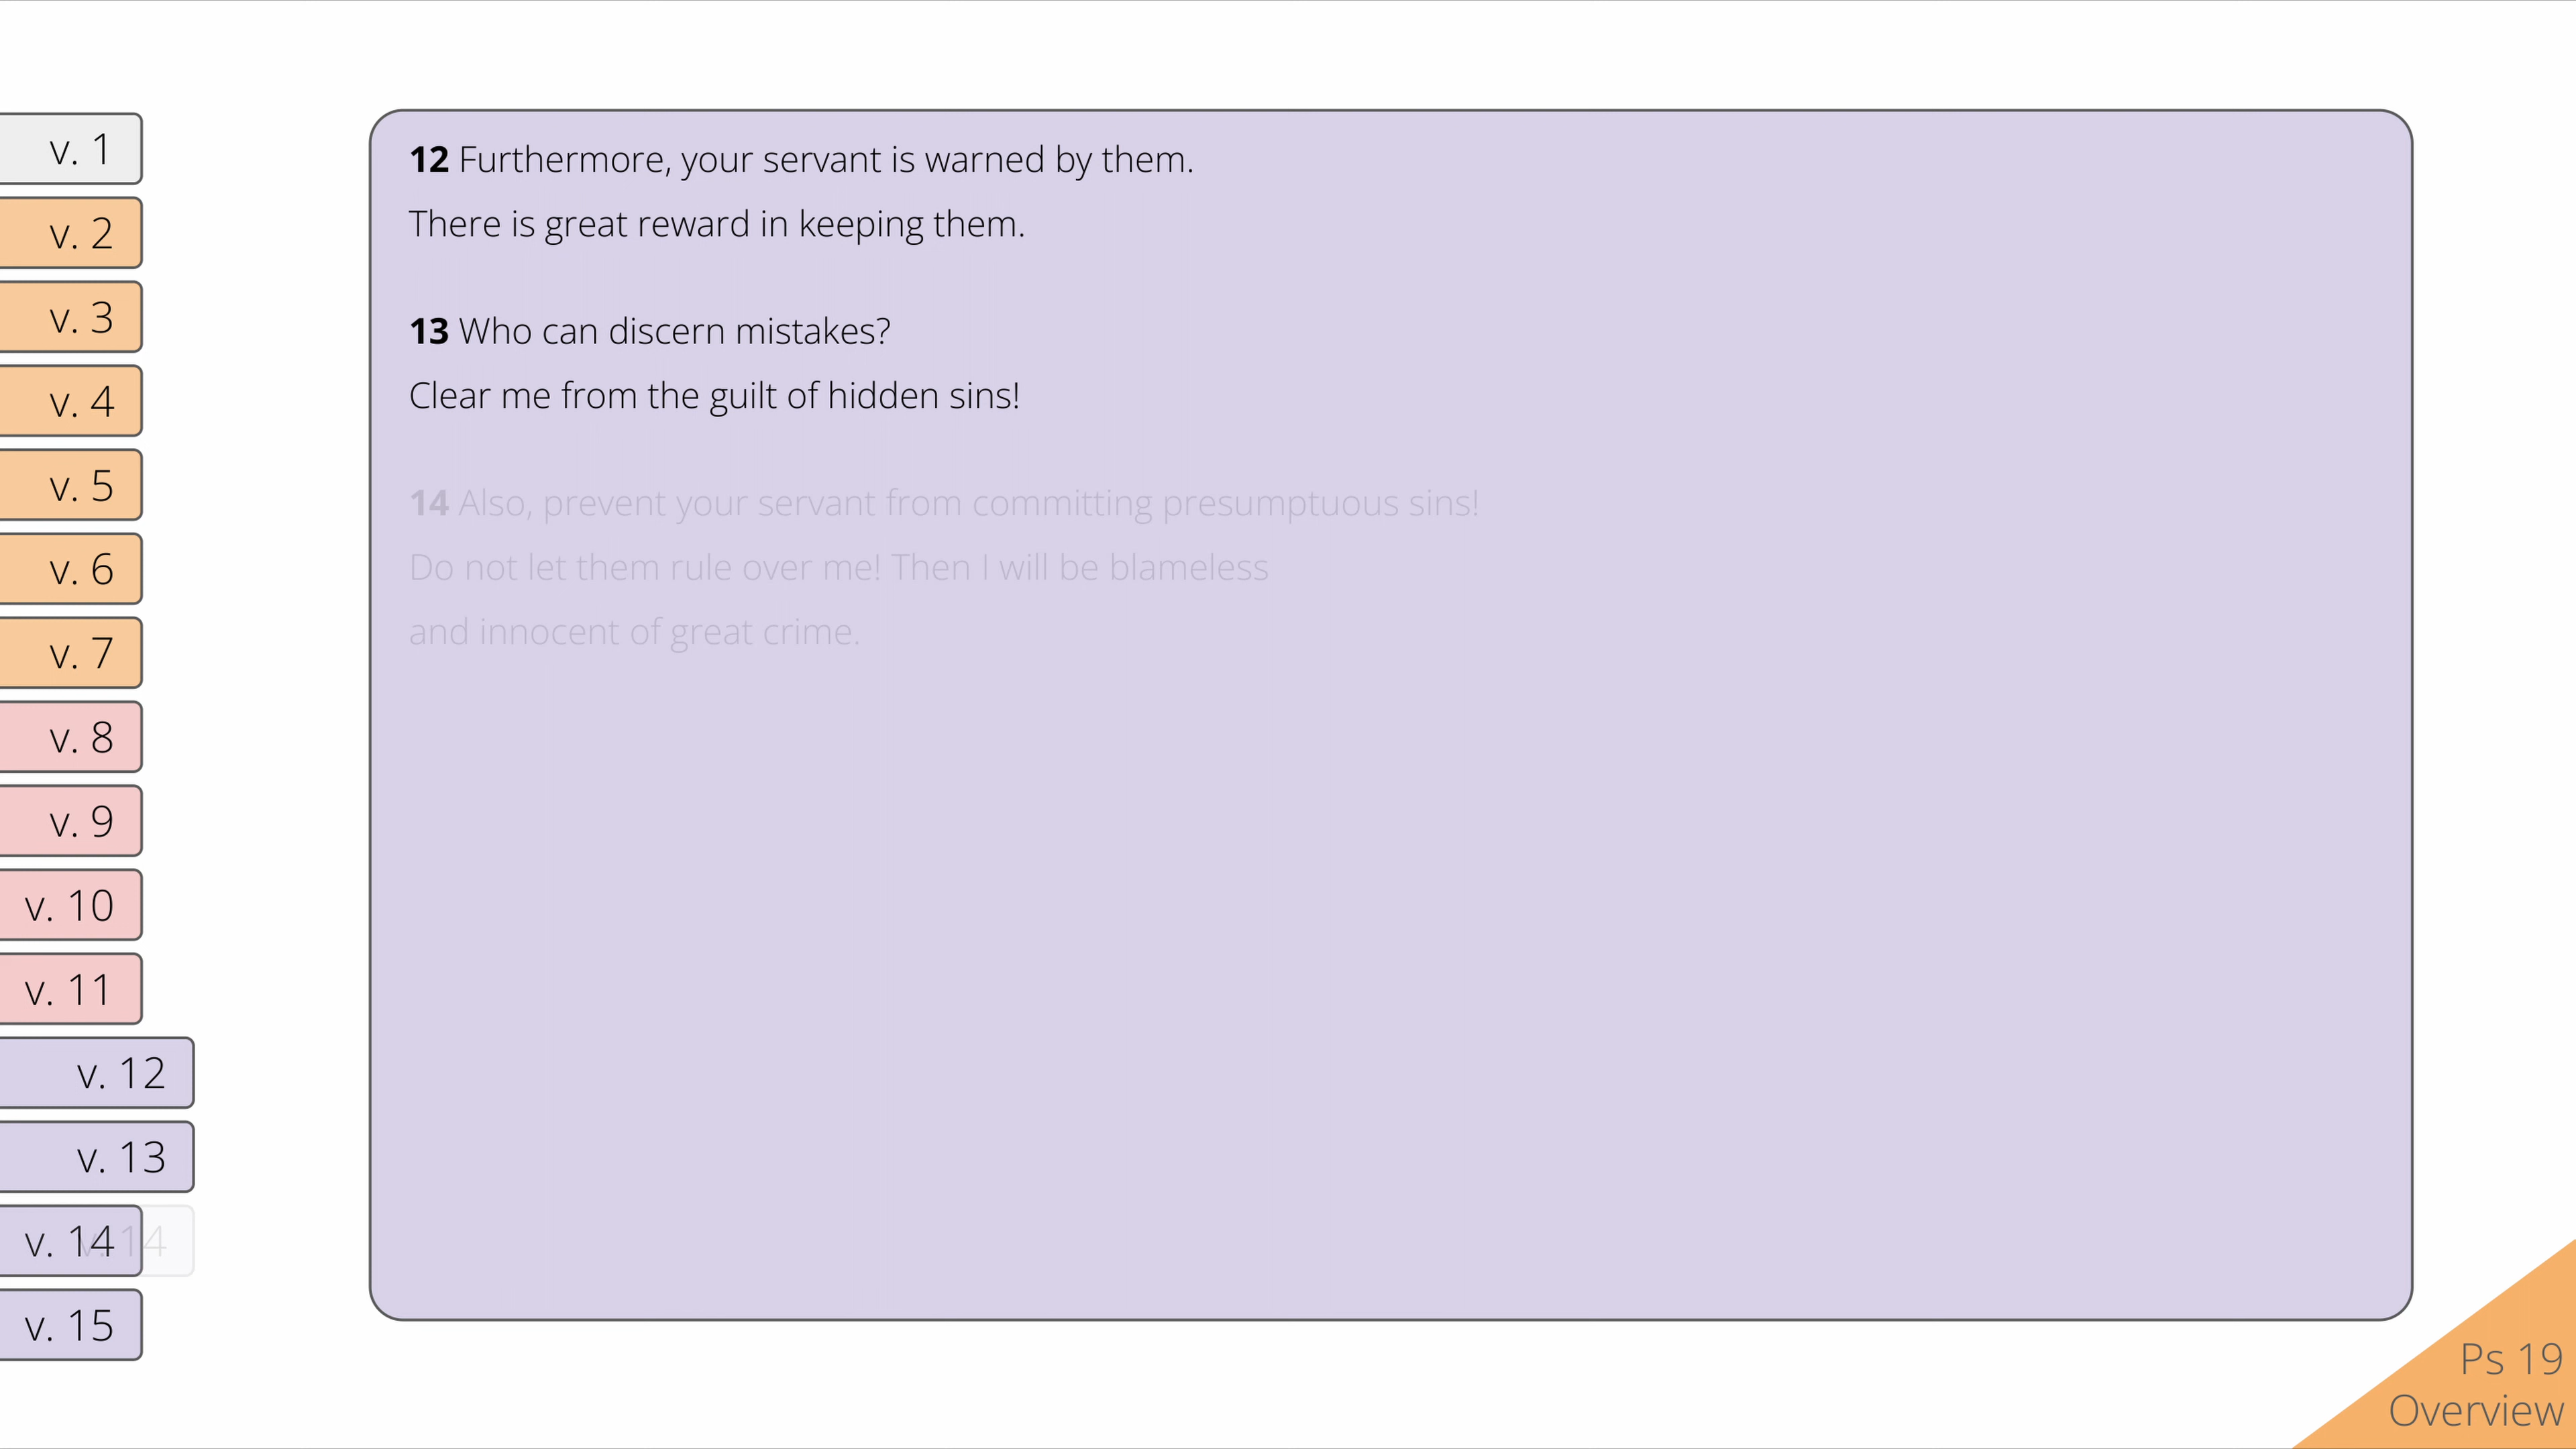 v. 1
v. 2
v. 3
v. 4
v. 5
v. 6
v. 7
v. 8
v. 9
v. 10
v. 11
v. 12
v. 13
v. 14
v. 14
v. 15
12 Furthermore, your servant is warned by them.
There is great reward in keeping them.
13 Who can discern mistakes?
Clear me from the guilt of hidden sins!
14 Also, prevent your servant from committing presumptuous sins!
Do not let them rule over me! Then I will be blameless
and innocent of great crime.
Ps 19
Overview